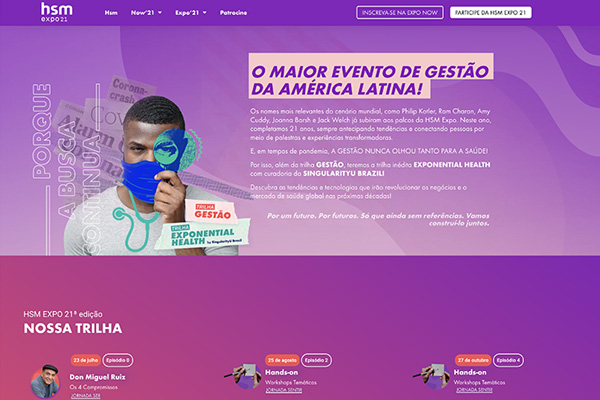 hsm
expo21
Hsm
Now'21
Expo'21
Patrocine
INSCREVA-SE NA EXPO NOW
PARTICIPE DA HSM EXPO 21
PORQUE
A BUSCA
CONTINUA
Corona-
crash
O MAIOR EVENTO DE GESTÃO
DA AMÉRICA LATINA!
Os nomes mais relevantes do cenário mundial, como Philip Kotler, Ram Charan, Amy
Cuddy, Joanna Barsh e Jack Welch já subiram aos palcos da HSM Expo. Neste ano,
completamos 21 anos, sempre antecipando tendências e conectando pessoas por
meio de palestras e experiências transformadoras.
E, em tempos de pandemia, A GESTÃO NUNCA OLHOU TANTO PARA A SAÚDE!
Por isso, além da trilha GESTÃO, teremos a trilha inédita EXPONENTIAL HEALTH
com curadoria da SINGULARITYU BRAZIL!
Descubra as tendências e tecnologias que irão revolucionar os negócios e o
mercado de saúde global nas próximas décadas!
Por um futuro. Por futuros. Só que ainda sem referências. Vamos
construí-lo juntos.
TRILHA
GESTÃO
TRILHA
EXPONENTIAL
HEALTH by SingularityU Brazil
HSM EXPO 21ª edição
NOSSA TRILHA
23 de julho
Episódio 0
Don Miguel Ruiz
Os 4 Compromissos
JORNADA SER
25 de agosto
Episódio 2
Hands-on
Workshops Temáticos
JORNADA SENTIR
27 de outubro
Episódio 4
Hands-on
Workshops Temáticos
JORNADA SENTIR